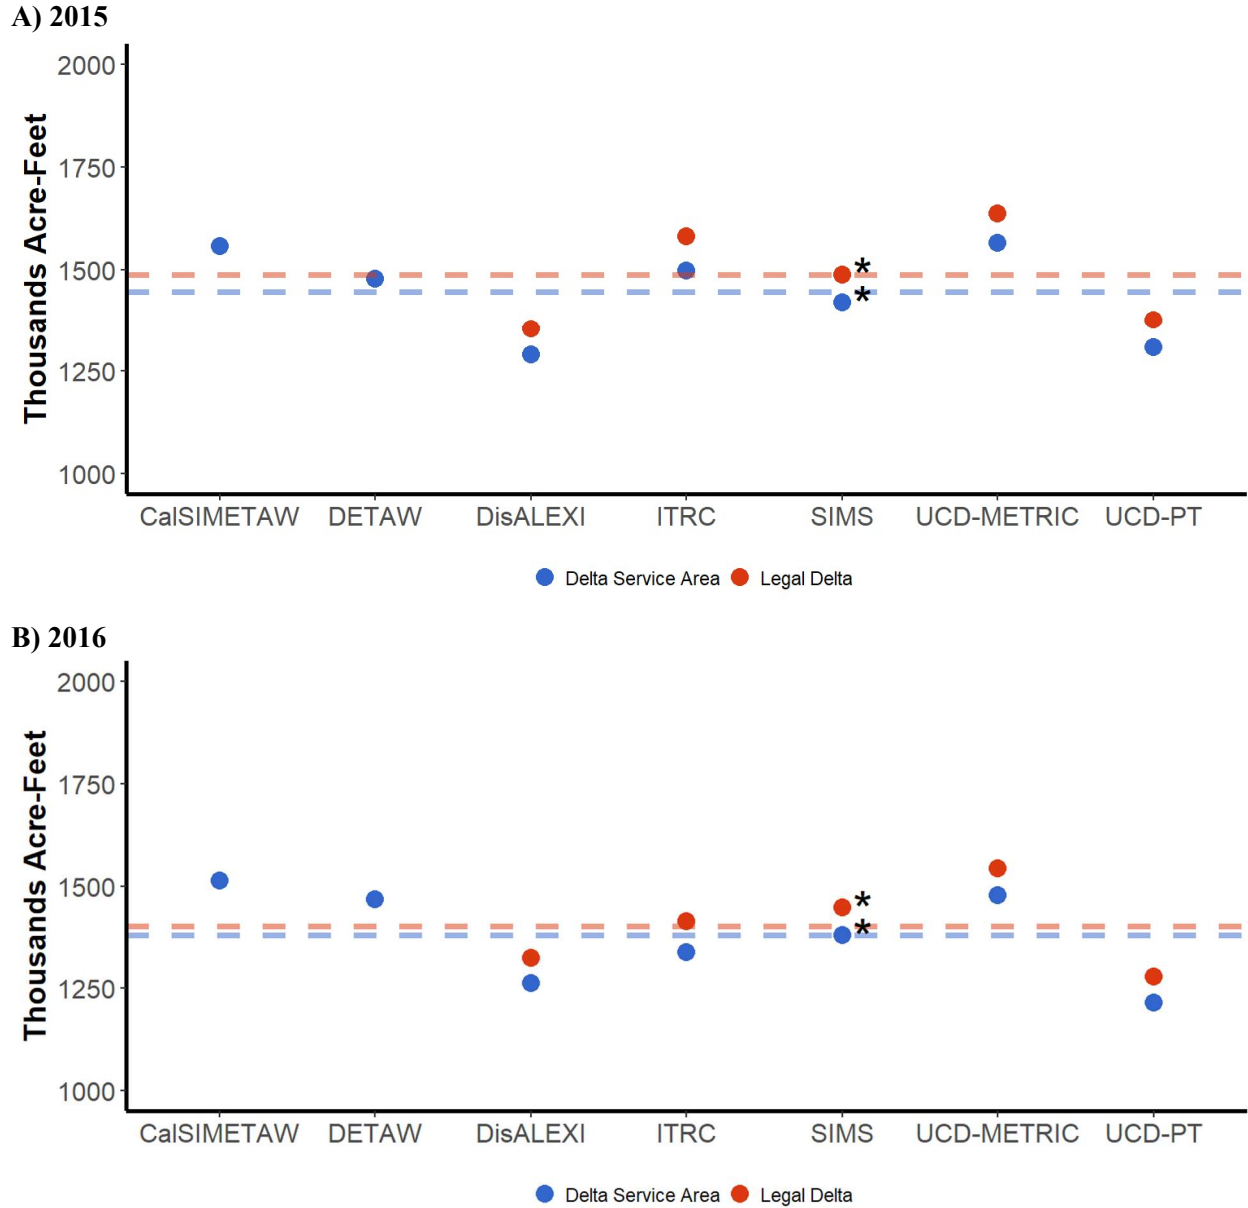 A) 2015
Thousands Acre-Feet
2000
1750
1500
1250
1000
*
*
CalSIMETAW DETAW DisALEXI ITRC SIMS UCD-METRIC UCD-PT
Delta Service Area Legal Delta
B) 2016
Thousands Acre-Feet
2000
1750
1500
1250
1000
*
*
CalSIMETAW DETAW DisALEXI ITRC SIMS UCD-METRIC UCD-PT
Delta Service Area Legal Delta